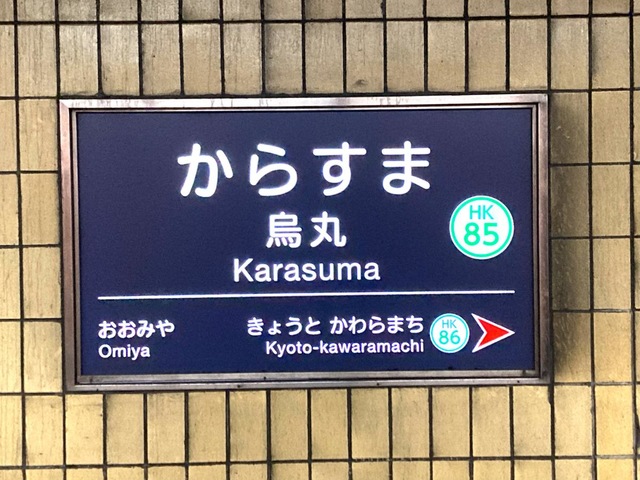 からすま
烏丸
Karasuma
HK
85
おおみや
Omiya
きょうと かわらまち
Kyoto-kawaramachi
HK
86